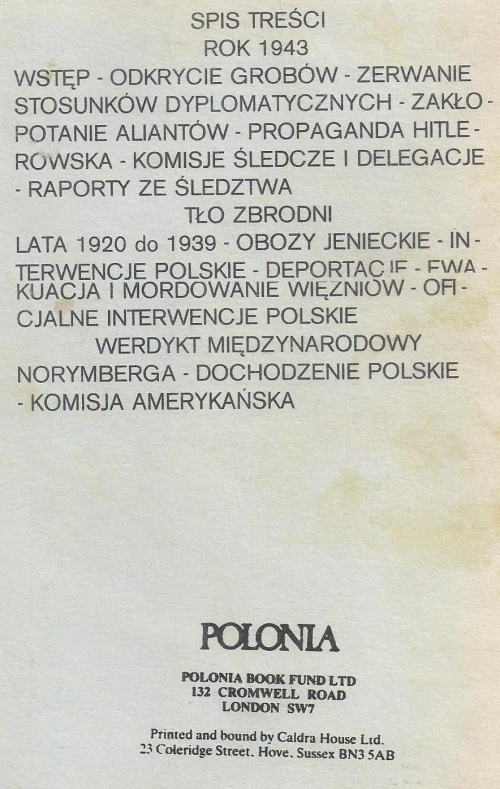 SPIS TREŚCI
ROK 1943
WSTĘP - ODKRYCIE GROBÓW - ZERWANIE
STOSUNKÓW DYPLOMATYCZNYCH - ZAKŁO-
POTANIE ALIANTÓW - PROPAGANDA HITLE-
ROWSKA - KOMISJE ŚLEDCZE I DELEGACJE
- RAPORTY ZE ŚLEDZTWA
TŁO ZBRODNI
LATA 1920 do 1939 - OBOZY JENIECKIE - IN-
TERWENCJE POLSKIE - DEPORTACJE - EWA-
KUACJA I MORDOWANIE WIĘZNIÓW - OFI-
CJALNE INTERWENCJE POLSKIE
WERDYKT MIĘDZYNARODOWY
NORYMBERGA - DOCHODZENIE POLSKIE
- KOMISJA AMERYKAŃSKA
POLONIA
POLONIA BOOK FUND LTD
132 CROMWELL ROAD
LONDON SW7
Printed and bound by Caldra House Ltd.
23 Coleridge Street, Hove, Sussex BN3 5AB